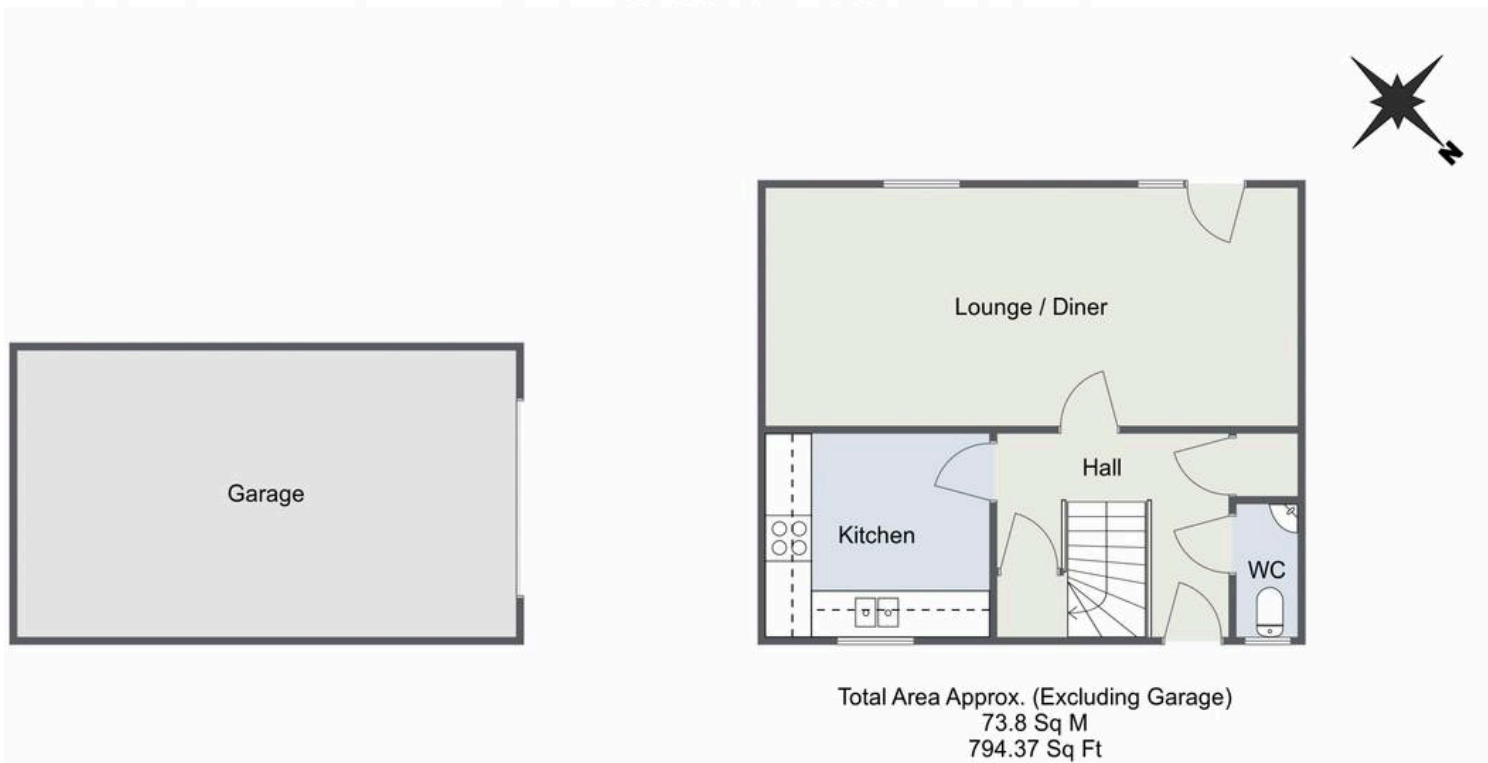 N
Lounge / Diner
Garage
Hall
Kitchen
WC
Total Area Approx. (Excluding Garage)
73.8 Sq M
794.37 Sq Ft